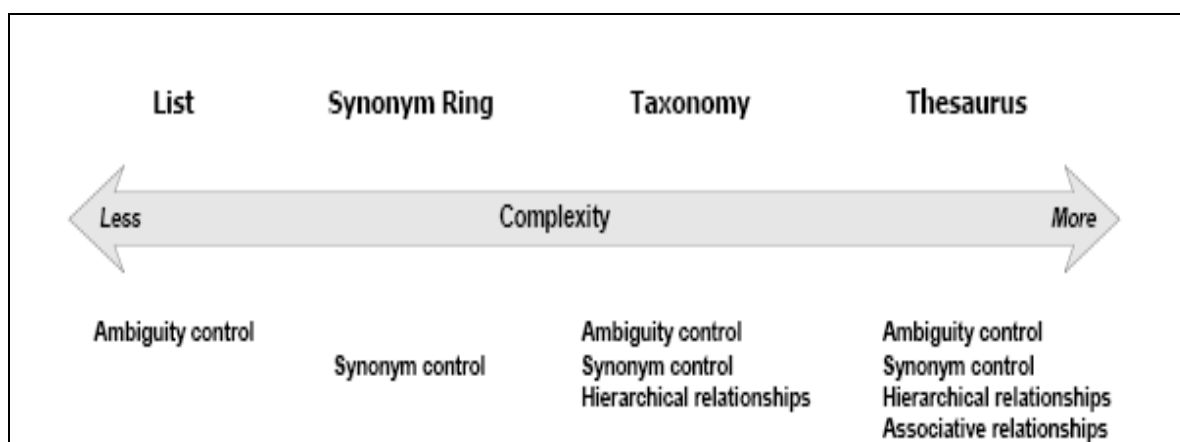 List Synonym Ring Taxonomy Thesaurus
Less Complexity More
Ambiguity control Ambiguity control Ambiguity control
Synonym control Synonym control Synonym control
Hierarchical relationships Hierarchical relationships
Associative relationships